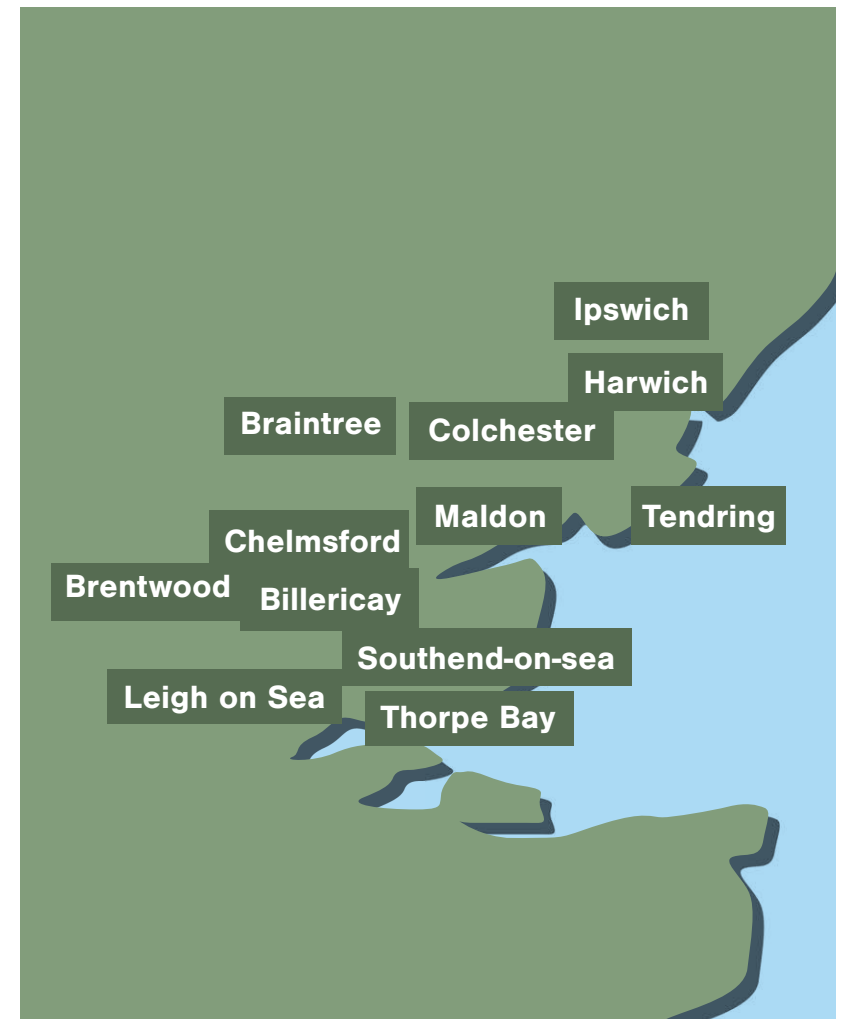 Ipswich
Harwich
Braintree
Colchester
Maldon
Tendring
Chelmsford
Brentwood
Billericay
Southend-on-sea
Leigh on Sea
Thorpe Bay